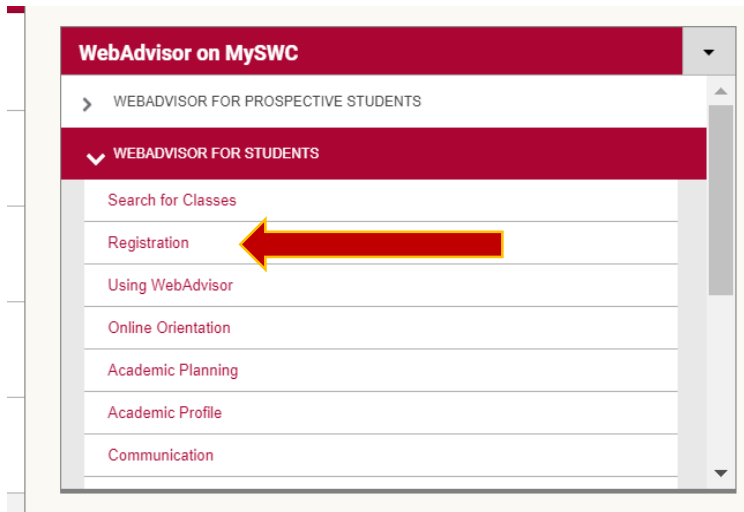 WebAdvisor on MySWC
WEBADVISOR FOR PROSPECTIVE STUDENTS
WEBADVISOR FOR STUDENTS
Search for Classes
Registration
Using WebAdvisor
Online Orientation
Academic Planning
Academic Profile
Communication